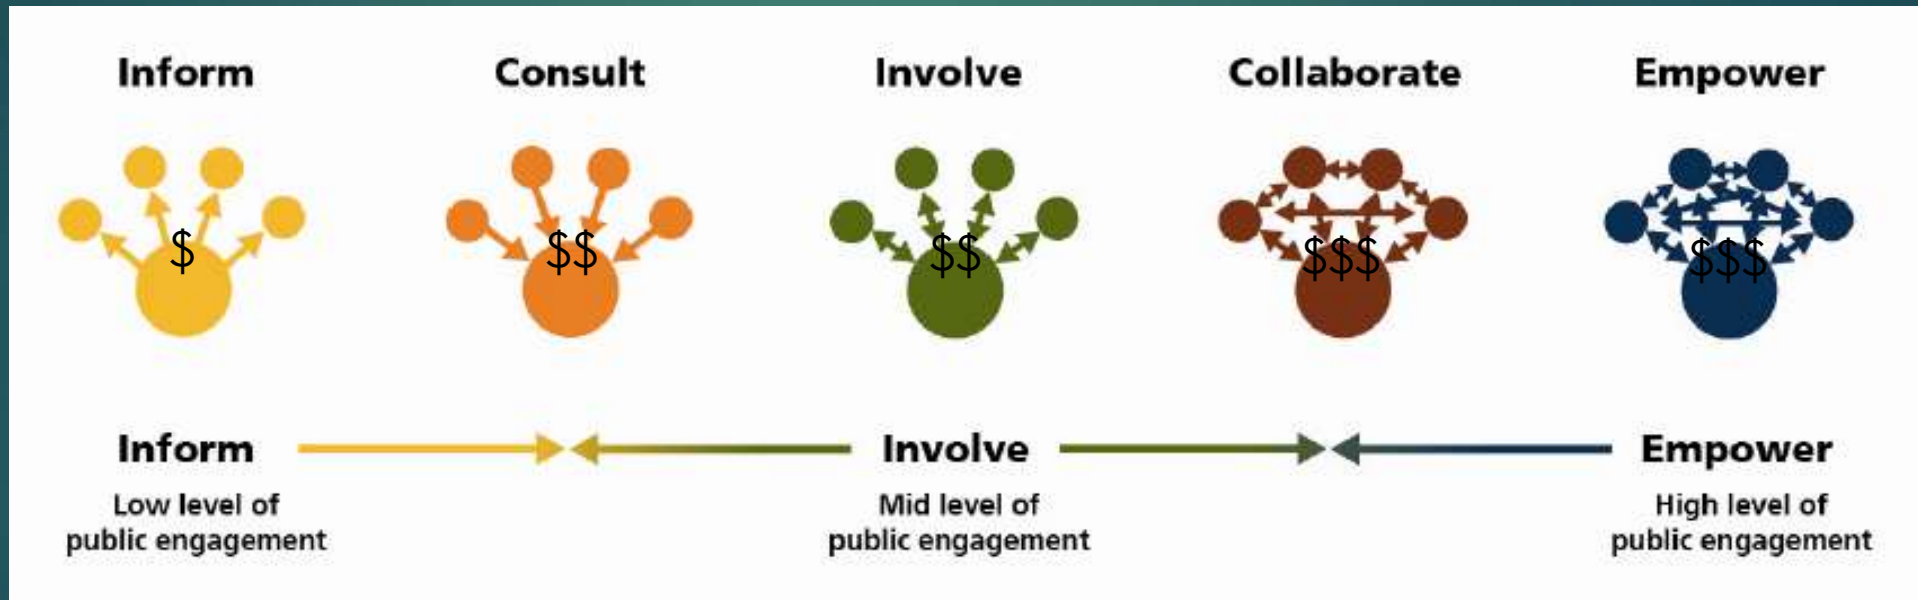 Inform
Consult
Involve
Collaborate
Empower
$
$$
$$
$$$
$$$
Inform
Involve
Empower
Low level of
public engagement
Mid level of
public engagement
High level of
public engagement